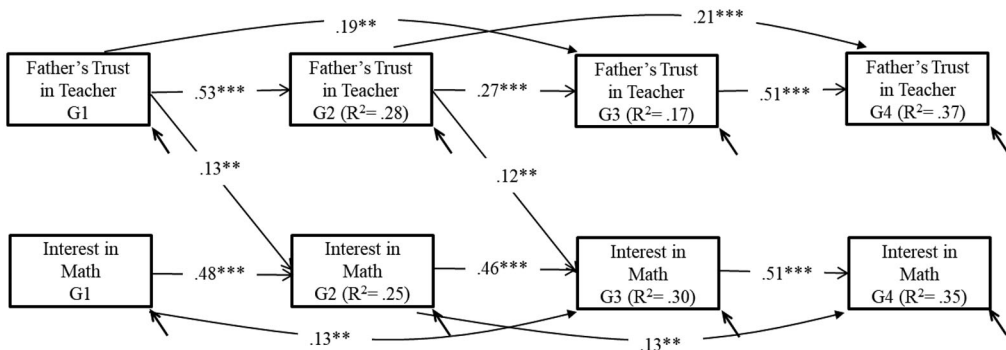 .19**
.21***
Father's Trust
in Teacher
G1
.53***
Father's Trust
in Teacher
G2 (R²= .28)
.27***
Father's Trust
in Teacher
G3 (R²= .17)
.51***
Father's Trust
in Teacher
G4 (R²= .37)
.13**
.12**
Interest in
Math
G1
.48***
Interest in
Math
G2 (R²= .25)
.46***
Interest in
Math
G3 (R²= .30)
.51***
Interest in
Math
G4 (R²= .35)
.13**
.13**